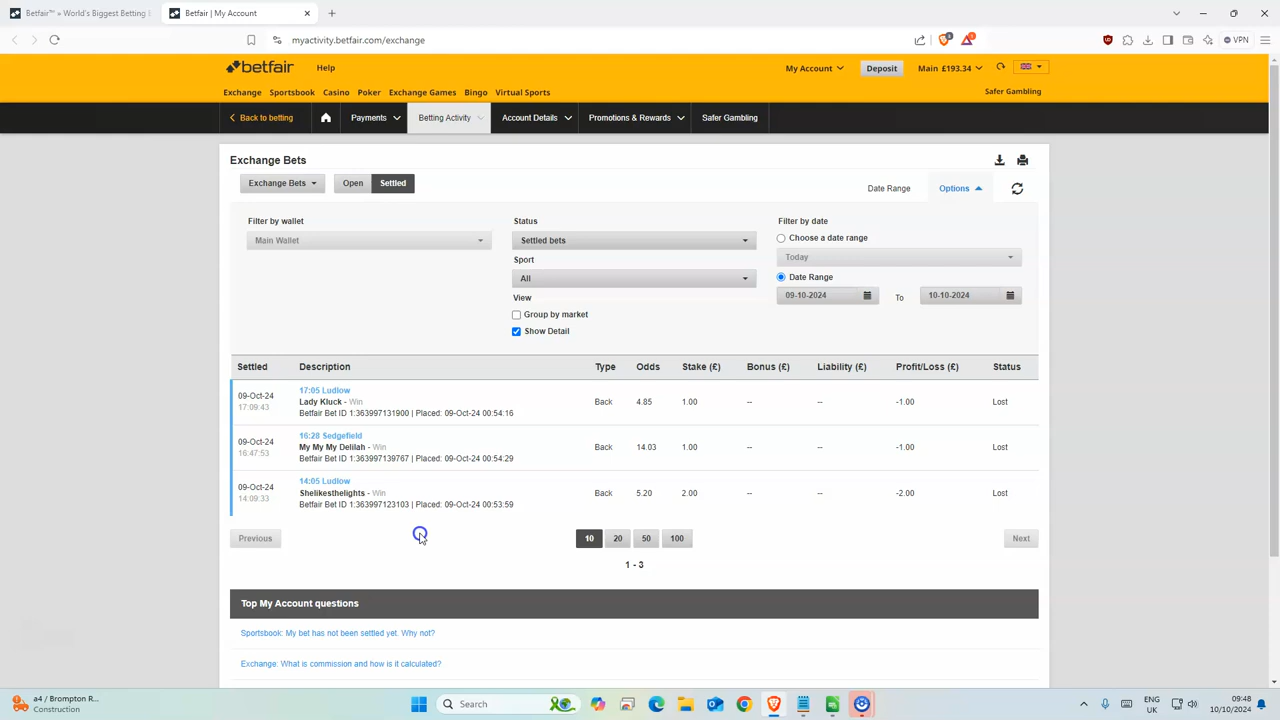 Betfair™ » World's Biggest Betting
Betfair | My Account
myactivity.betfair.com/exchange
VPN
betfair
Help
My Account
Deposit
Main £193.34
Exchange Sportsbook Casino Poker Exchange Games Bingo Virtual Sports
Safer Gambling
Back to betting
Payments
Betting Activity
Account Details
Promotions & Rewards
Safer Gambling
Exchange Bets
Exchange Bets
Open
Settled
Date Range
Options
Filter by wallet
Main Wallet
Status
Settled bets
Sport
All
View
Group by market
Show Detail
Filter by date
Choose a date range
Today
Date Range
09-10-2024
To
10-10-2024
Settled Description Type Odds Stake (£) Bonus (£) Liability (£) Profit/Loss (£) Status
09-Oct-24
17:09:43
17:05 Ludlow
Lady Kluck - Win
Betfair Bet ID 1:363997131900 | Placed: 09-Oct-24 00:54:16
Back 4.85 1.00 -- -- -1.00 Lost
09-Oct-24
16:47:53
16:28 Sedgefield
My My My Delilah - Win
Betfair Bet ID 1:363997139767 | Placed: 09-Oct-24 00:54:29
Back 14.03 1.00 -- -- -1.00 Lost
09-Oct-24
14:09:33
14:05 Ludlow
Shelikesthelights - Win
Betfair Bet ID 1:363997123103 | Placed: 09-Oct-24 00:53:59
Back 5.20 2.00 -- -- -2.00 Lost
Previous
10 20 50 100
Next
1 - 3
Top My Account questions
Sportsbook: My bet has not been settled yet. Why not?
Exchange: What is commission and how is it calculated?
a4 / Brompton R...
Construction
Search
ENG
UK
09:48
10/10/2024